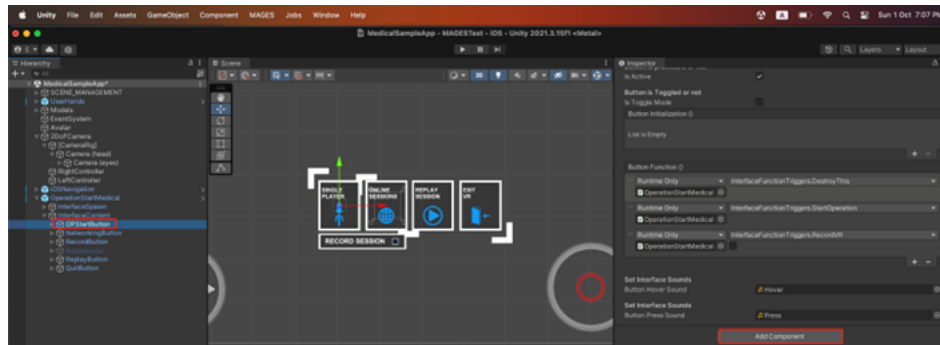 Unity File Edit Assets GameObject Component MAGES Jobs Window Help
Sun 1 Oct 7:07 PM
MedicalSampleApp - MAGESTest - iOS - Unity 2021.3.15f1 <Metal>
Layers
Layout
Hierarchy
All
MedicalSampleApp*
SCENE_MANAGEMENT
UserHands
Models
EventSystem
Avatar
2DoFCamera
[CameraRig]
Camera (head)
Camera (eyes)
RightController
LeftController
iOSNavigation
OperationStartMedical
InterfaceSpawn
InterfaceContent
OPStartButton
NetworkingButton
RecordButton
ReplayButton
QuitButton
Scene
SINGLE PLAYER
ONLINE SESSIONS
REPLAY SESSION
EXIT VR
RECORD SESSION
Inspector
Is Active
Button is Toggled or not
Is Toggle Mode
Button Initialization ()
List is Empty
Button Function ()
Runtime Only InterfaceFunctionTriggers.DestroyThis
OperationStartMedical
Runtime Only InterfaceFunctionTriggers.StartOperation
OperationStartMedical
Runtime Only InterfaceFunctionTriggers.RecordVR
OperationStartMedical
Set Interface Sounds
Button Hover Sound Hover
Set Interface Sounds
Button Press Sound Press
Add Component